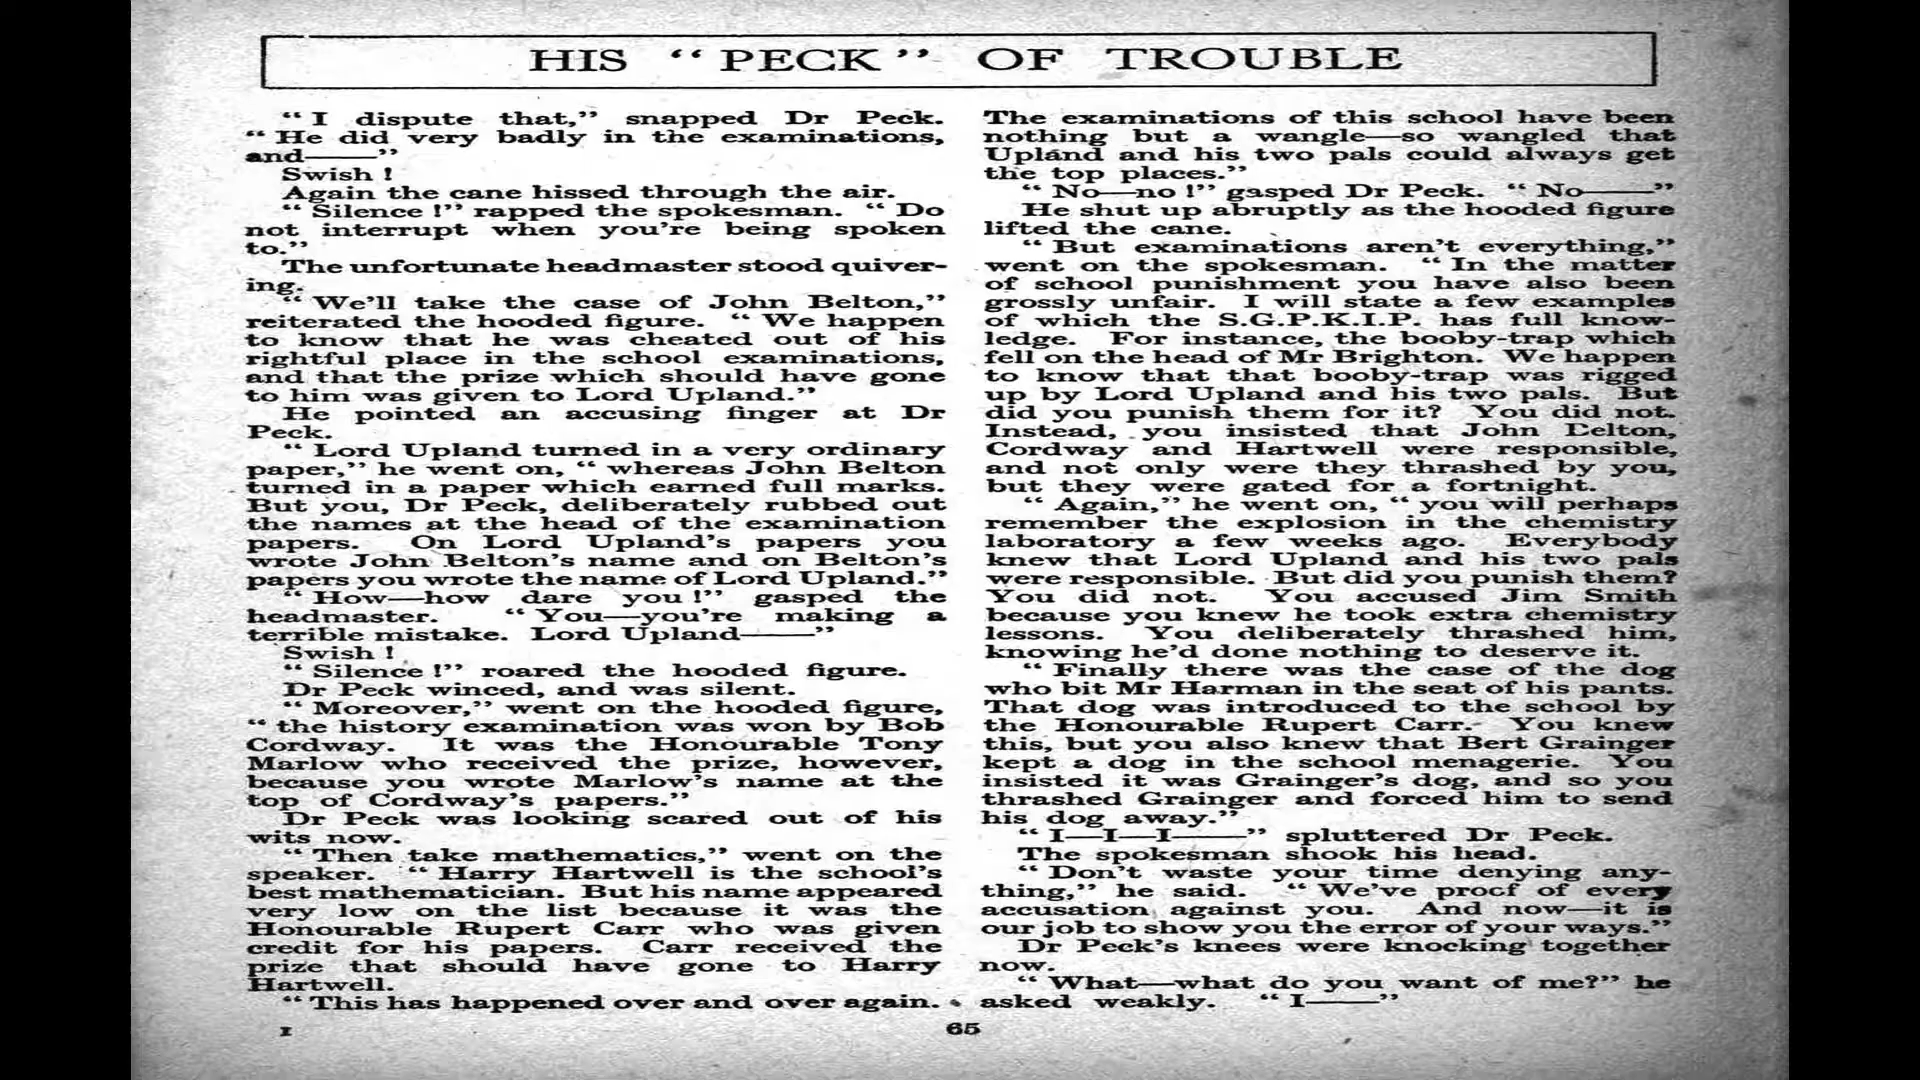 HIS “PECK” OF TROUBLE
“I dispute that,” snapped Dr Peck.
“He did very badly in the examinations,
and——”
Swish !
Again the cane hissed through the air.
“Silence !” rapped the spokesman. “Do
not interrupt when you’re being spoken
to.”
The unfortunate headmaster stood quiver-
ing.
“We’ll take the case of John Belton,”
reiterated the hooded figure. “We happen
to know that he was cheated out of his
rightful place in the school examinations,
and that the prize which should have gone
to him was given to Lord Upland.”
He pointed an accusing finger at Dr
Peck.
“Lord Upland turned in a very ordinary
paper,” he went on, “whereas John Belton
turned in a paper which earned full marks.
But you, Dr Peck, deliberately rubbed out
the names at the head of the examination
papers. On Lord Upland’s papers you
wrote John Belton’s name and on Belton’s
papers you wrote the name of Lord Upland.”
“How—how dare you !” gasped the
headmaster. “You—you’re making a
terrible mistake. Lord Upland——”
Swish !
“Silence !” roared the hooded figure.
Dr Peck winced, and was silent.
“Moreover,” went on the hooded figure,
“the history examination was won by Bob
Cordway. It was the Honourable Tony
Marlow who received the prize, however,
because you wrote Marlow’s name at the
top of Cordway’s papers.”
Dr Peck was looking scared out of his
wits now.
“Then take mathematics,” went on the
speaker. “Harry Hartwell is the school’s
best mathematician. But his name appeared
very low on the list because it was the
Honourable Rupert Carr who was given
credit for his papers. Carr received the
prize that should have gone to Harry
Hartwell.
“This has happened over and over again.
The examinations of this school have been
nothing but a wangle—so wangled that
Upland and his two pals could always get
the top places.”
“No—no !” gasped Dr Peck. “No——”
He shut up abruptly as the hooded figure
lifted the cane.
“But examinations aren’t everything,”
went on the spokesman. “In the matter
of school punishment you have also been
grossly unfair. I will state a few examples
of which the S.G.P.K.I.P. has full know-
ledge. For instance, the booby-trap which
fell on the head of Mr Brighton. We happen
to know that that booby-trap was rigged
up by Lord Upland and his two pals. But
did you punish them for it? You did not.
Instead, you insisted that John Belton,
Cordway and Hartwell were responsible,
and not only were they thrashed by you,
but they were gated for a fortnight.
“Again,” he went on, “you will perhaps
remember the explosion in the chemistry
laboratory a few weeks ago. Everybody
knew that Lord Upland and his two pals
were responsible. But did you punish them?
You did not. You accused Jim Smith
because you knew he took extra chemistry
lessons. You deliberately thrashed him,
knowing he’d done nothing to deserve it.
“Finally there was the case of the dog
who bit Mr Harman in the seat of his pants.
That dog was introduced to the school by
the Honourable Rupert Carr. You knew
this, but you also knew that Bert Grainger
kept a dog in the school menagerie. You
insisted it was Grainger’s dog, and so you
thrashed Grainger and forced him to send
his dog away.”
“I—I—I——” spluttered Dr Peck.
The spokesman shook his head.
“Don’t waste your time denying any-
thing,” he said. “We’ve proof of every
accusation against you. And now—it is
our job to show you the error of your ways.”
Dr Peck’s knees were knocking together
now.
“What—what do you want of me?” he
asked weakly. “I——”
I
65